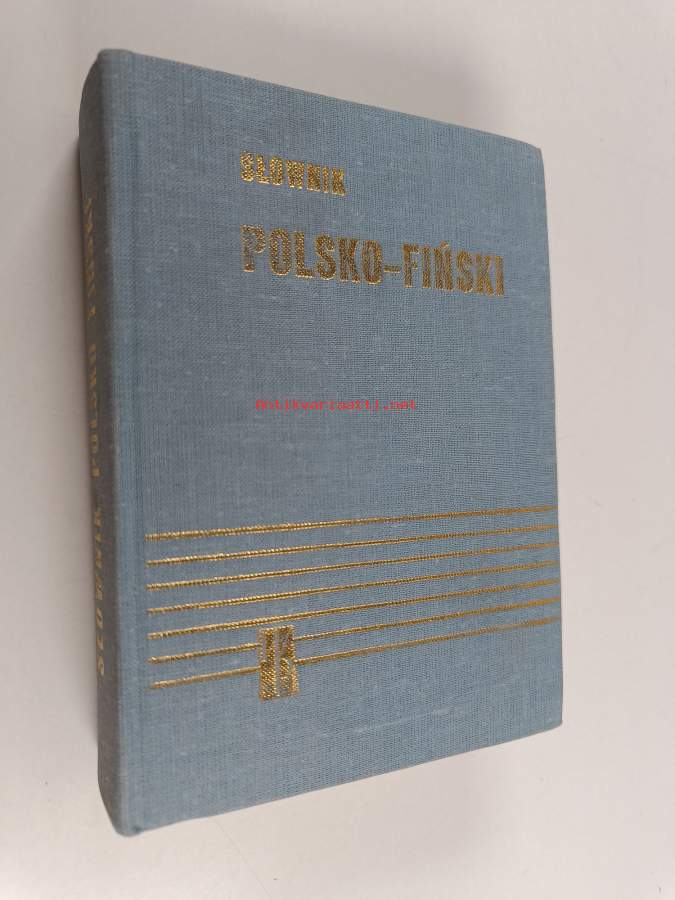 SŁOWNIK
POLSKO–FIŃSKI
Antikvariaatti.net
SŁOWNIK POLSKO FIŃSKI